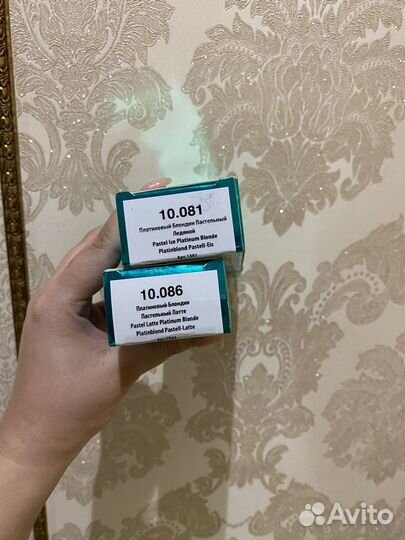 10.081
Платиновый Блондин Пастельный
Ледяной
Pastel Ice Platinum Blonde
Platinblond Pastell-Eis
10.086
Платиновый Блондин
Пастельный Латте
Pastel Latte Platinum Blonde
Platinblond Pastell-Latte
Avito